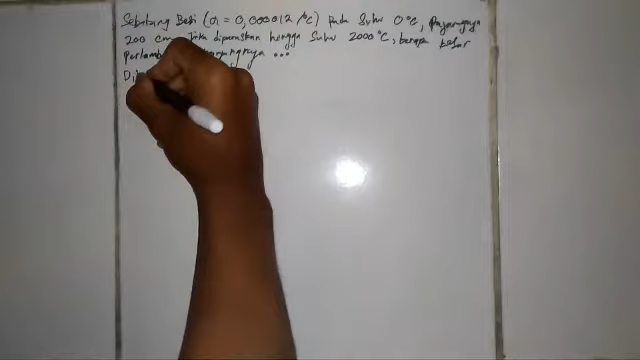 Sebatang Besi (α = 0,000012 /°C) Pada Suhu 0°C, Panjangnya
200 cm Jika dipanaskan hingga Suhu 2000°C, berapa besar
Panjangnya ...